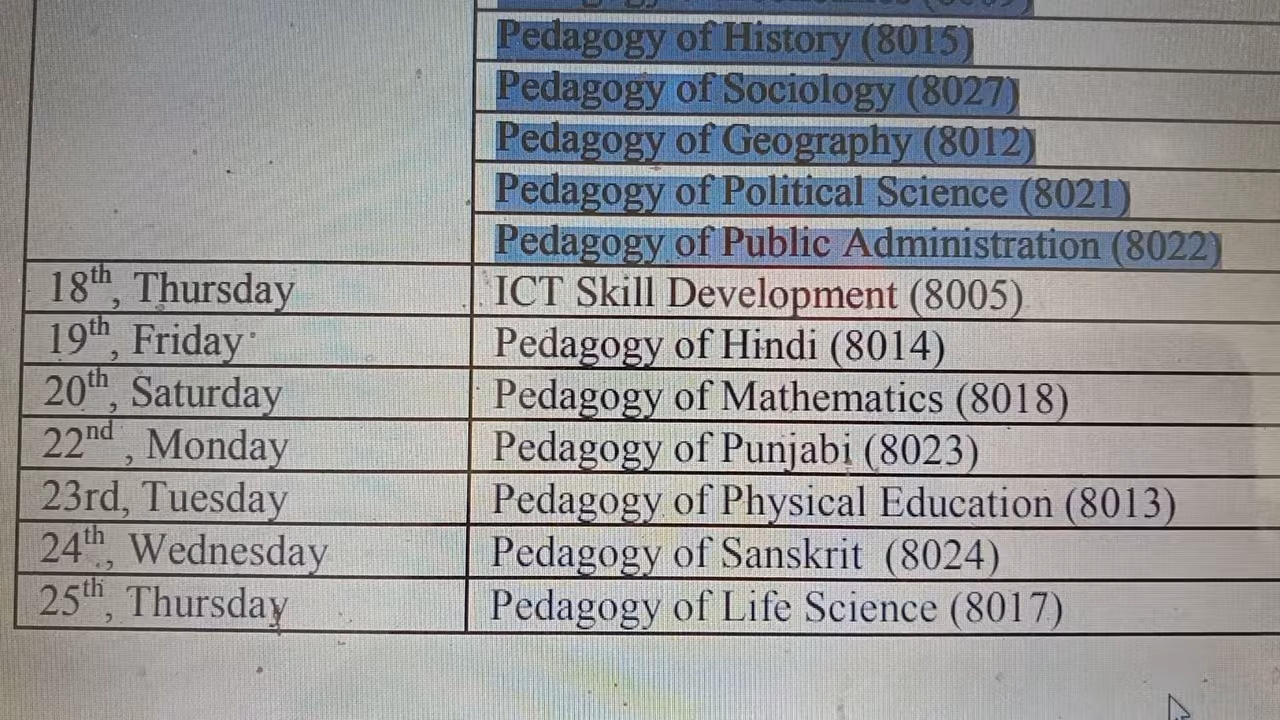 Pedagogy of History (8015)
Pedagogy of Sociology (8027)
Pedagogy of Geography (8012)
Pedagogy of Political Science (8021)
Pedagogy of Public Administration (8022)
18th, Thursday ICT Skill Development (8005)
19th, Friday Pedagogy of Hindi (8014)
20th, Saturday Pedagogy of Mathematics (8018)
22nd , Monday Pedagogy of Punjabi (8023)
23rd, Tuesday Pedagogy of Physical Education (8013)
24th, Wednesday Pedagogy of Sanskrit (8024)
25th, Thursday Pedagogy of Life Science (8017)